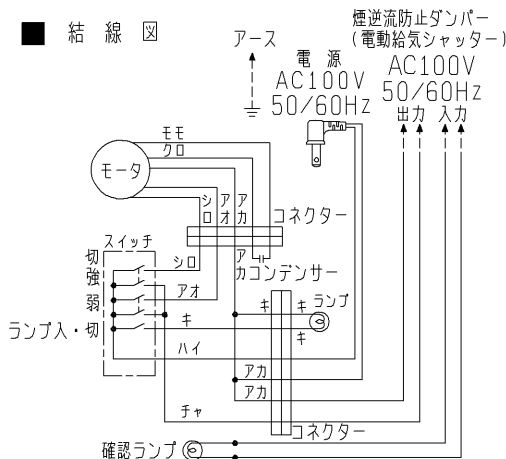 ■ 結線図
アース
電源
AC100V
50/60Hz
煙逆流防止ダンパー
(電動給気シャッター)
AC100V
50/60Hz
出力 入力
モモ
クロ
モータ
シロ
アオ
アカ
コネクター
スイッチ
切
強
弱
ランプ入・切
シロ
アオ
キ
ハイ
アカ
コンデンサー
キ
キ
ランプ
キ
アカ
アカ
チャ
コネクター
確認ランプ